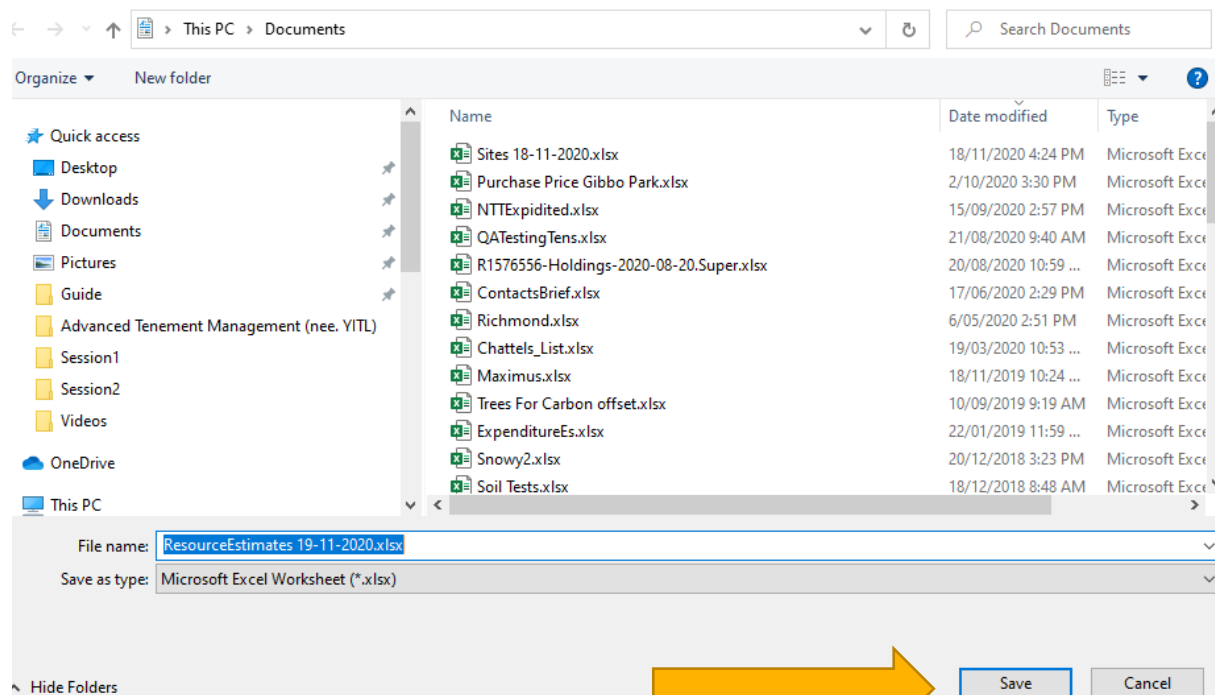 This PC > Documents
Search Documents
Organize
New folder
Name
Date modified
Type
Quick access
Desktop
Downloads
Documents
Pictures
Guide
Advanced Tenement Management (nee. YITL)
Session1
Session2
Videos
OneDrive
This PC
Sites 18-11-2020.xlsx 18/11/2020 4:24 PM Microsoft Exce
Purchase Price Gibbo Park.xlsx 2/10/2020 3:30 PM Microsoft Exce
NTTExpidited.xlsx 15/09/2020 2:57 PM Microsoft Exce
QATestingTens.xlsx 21/08/2020 9:40 AM Microsoft Exce
R1576556-Holdings-2020-08-20.Super.xlsx 20/08/2020 10:59 ... Microsoft Exce
ContactsBrief.xlsx 17/06/2020 2:29 PM Microsoft Exce
Richmond.xlsx 6/05/2020 2:51 PM Microsoft Exce
Chattels_List.xlsx 19/03/2020 10:53 ... Microsoft Exce
Maximus.xlsx 18/11/2019 10:24 ... Microsoft Exce
Trees For Carbon offset.xlsx 10/09/2019 9:19 AM Microsoft Exce
ExpenditureEs.xlsx 22/01/2019 11:59 ... Microsoft Exce
Snowy2.xlsx 20/12/2018 3:23 PM Microsoft Exce
Soil Tests.xlsx 18/12/2018 8:48 AM Microsoft Exce
File name: ResourceEstimates 19-11-2020.xlsx
Save as type: Microsoft Excel Worksheet (*.xlsx)
Hide Folders
Save
Cancel